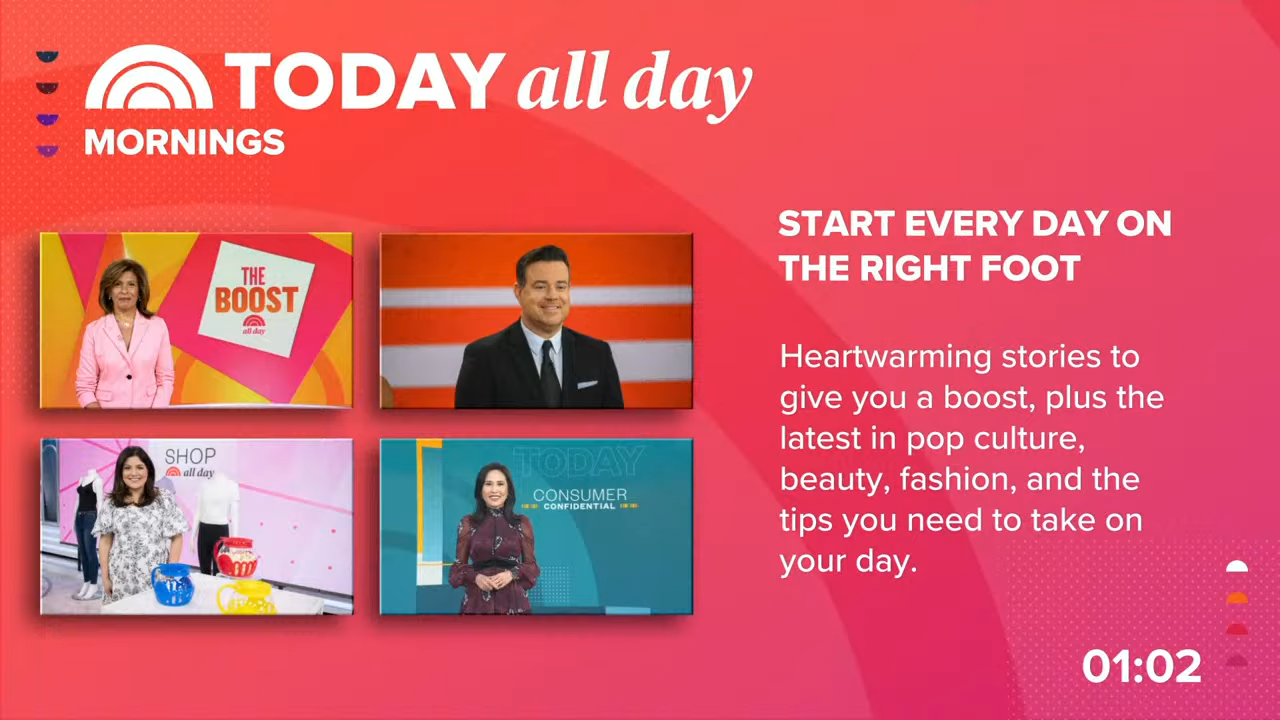 TODAY all day
MORNINGS
START EVERY DAY ON
THE RIGHT FOOT
THE
BOOST
all day
Heartwarming stories to
give you a boost, plus the
latest in pop culture,
beauty, fashion, and the
tips you need to take on
your day.
SHOP
all day
TODAY
CONSUMER
CONFIDENTIAL
01:02